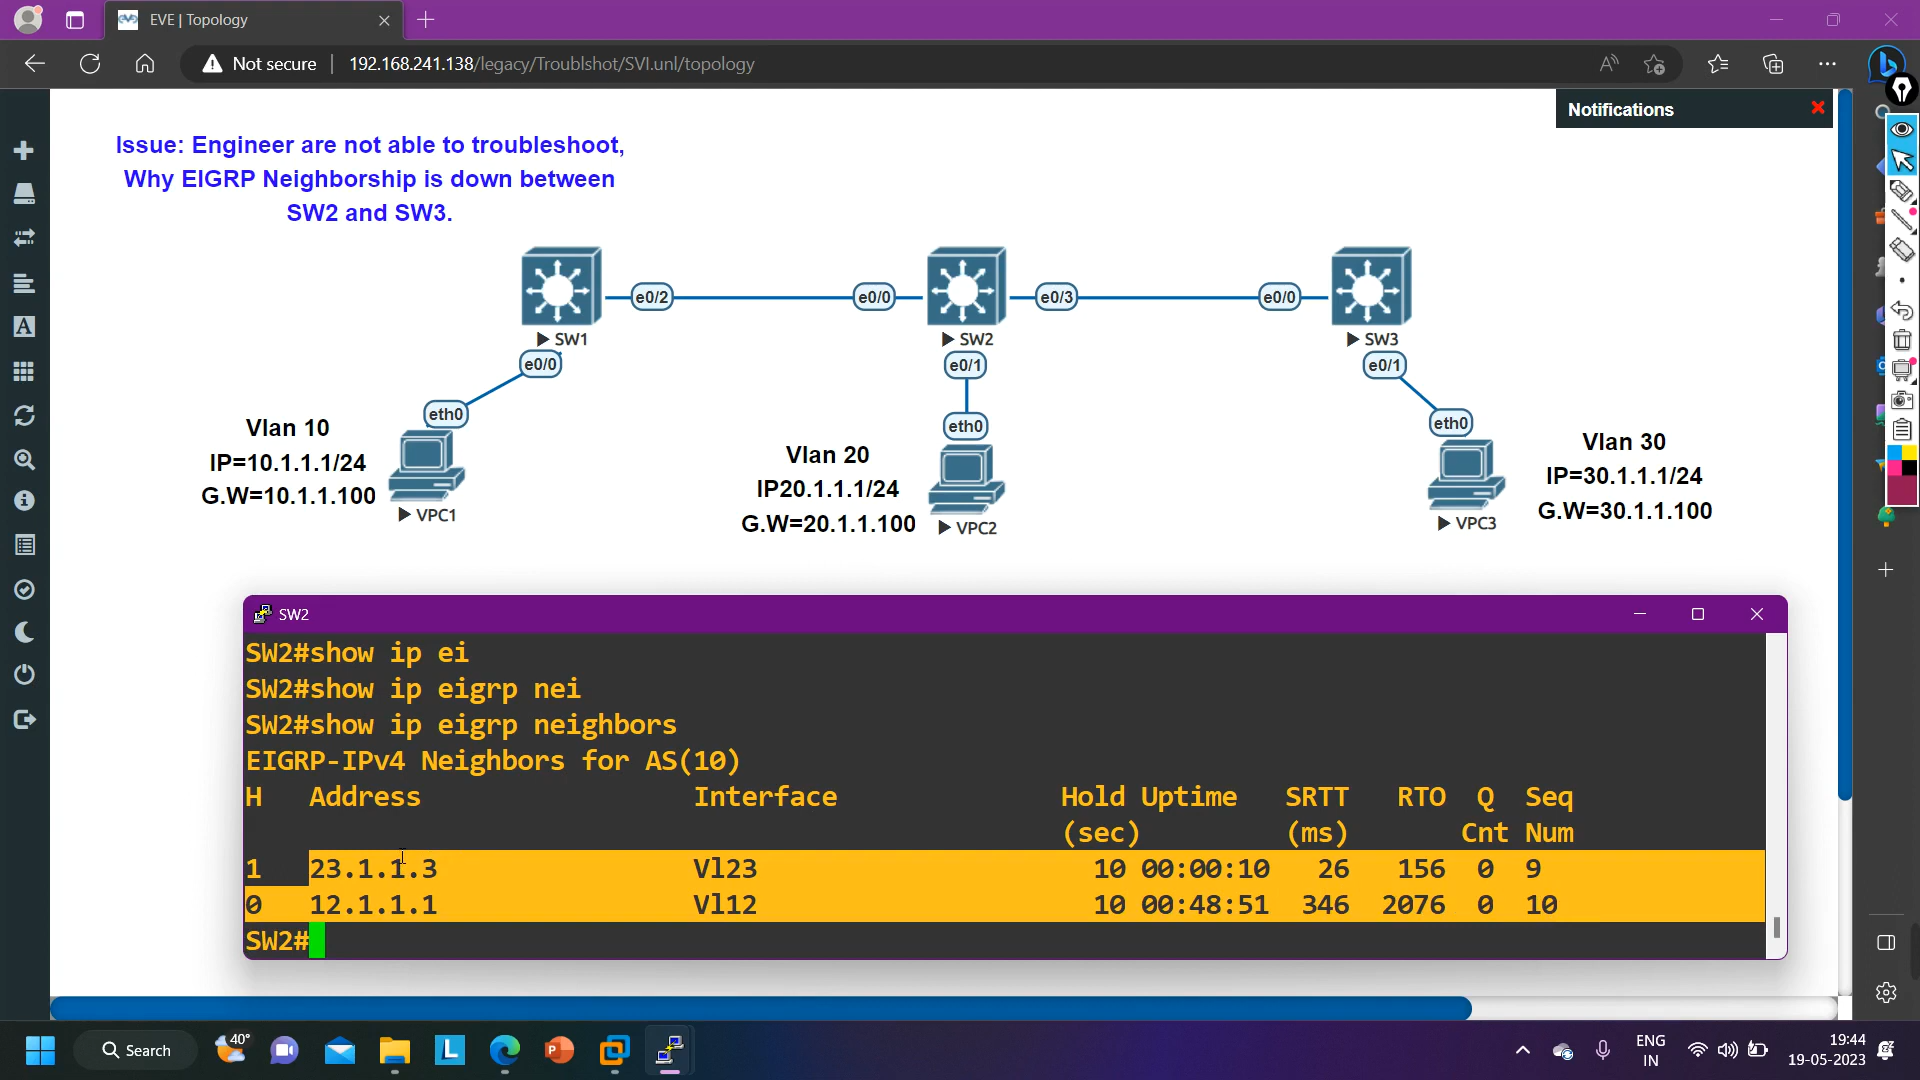 EVE | Topology
Not secure
192.168.241.138/legacy/Troublshot/SVI.unl/topology
Notifications
Issue: Engineer are not able to troubleshoot,
Why EIGRP Neighborship is down between
SW2 and SW3.
e0/2
e0/0
e0/3
e0/0
SW1
SW2
SW3
e0/0
e0/1
e0/1
eth0
eth0
eth0
Vlan 10
IP=10.1.1.1/24
G.W=10.1.1.100
VPC1
Vlan 20
IP20.1.1.1/24
G.W=20.1.1.100
VPC2
Vlan 30
IP=30.1.1.1/24
G.W=30.1.1.100
VPC3
SW2
SW2#show ip ei
SW2#show ip eigrp nei
SW2#show ip eigrp neighbors
EIGRP-IPv4 Neighbors for AS(10)
H Address Interface Hold Uptime SRTT RTO Q Seq
(sec) (ms) Cnt Num
1 23.1.1.3 Vl23 10 00:00:10 26 156 0 9
0 12.1.1.1 Vl12 10 00:48:51 346 2076 0 10
SW2#
Search
40°
ENG
IN
19:44
19-05-2023